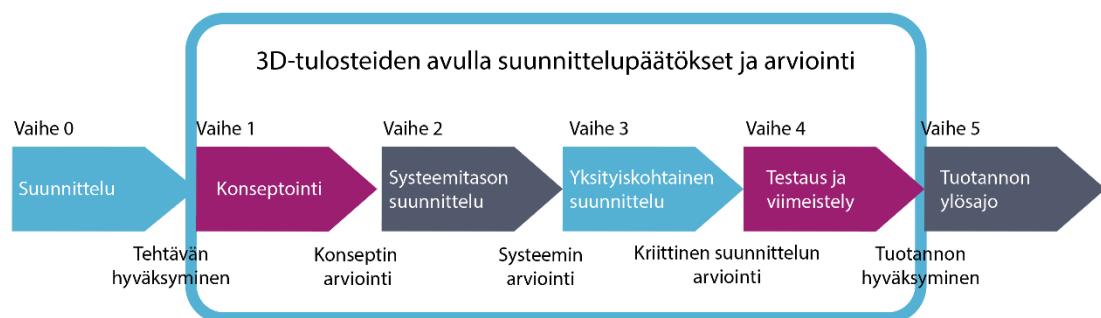 3D-tulosteiden avulla suunnittelupäätökset ja arviointi
Vaihe 0
Vaihe 1
Vaihe 2
Vaihe 3
Vaihe 4
Vaihe 5
Suunnittelu
Konseptointi
Systeemitason
suunnittelu
Yksityiskohtainen
suunnittelu
Testaus ja
viimeistely
Tuotannon
ylösajo
Tehtävän
hyväksyminen
Konseptin
arviointi
Systeemin
arviointi
Kriittinen suunnittelun
arviointi
Tuotannon
hyväksyminen